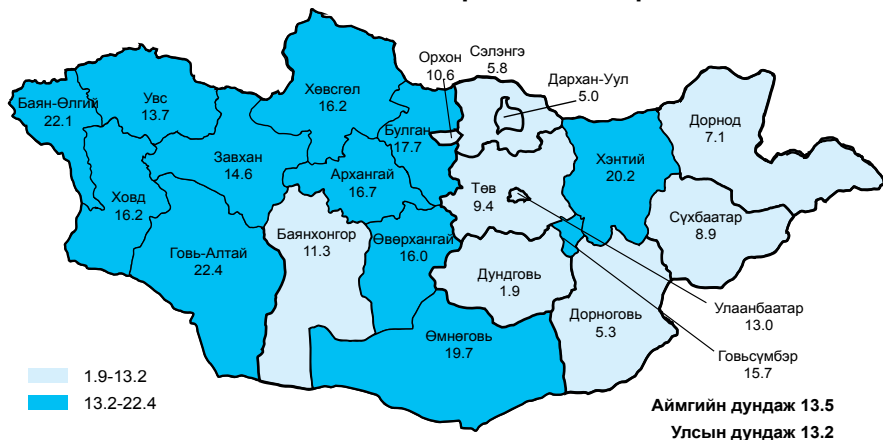 Орхон
10.6
Сэлэнгэ
5.8
Дархан-Уул
5.0
Баян-Өлгий
22.1
Увс
13.7
Хөвсгөл
16.2
Булган
17.7
Дорнод
7.1
Завхан
14.6
Архангай
16.7
Төв
9.4
Хэнтий
20.2
Ховд
16.2
Сүхбаатар
8.9
Говь-Алтай
22.4
Баянхонгор
11.3
Өвөрхангай
16.0
Дундговь
1.9
Дорноговь
5.3
Улаанбаатар
13.0
Өмнөговь
19.7
Говьсүмбэр
15.7
1.9-13.2
13.2-22.4
Аймгийн дундаж 13.5
Улсын дундаж 13.2